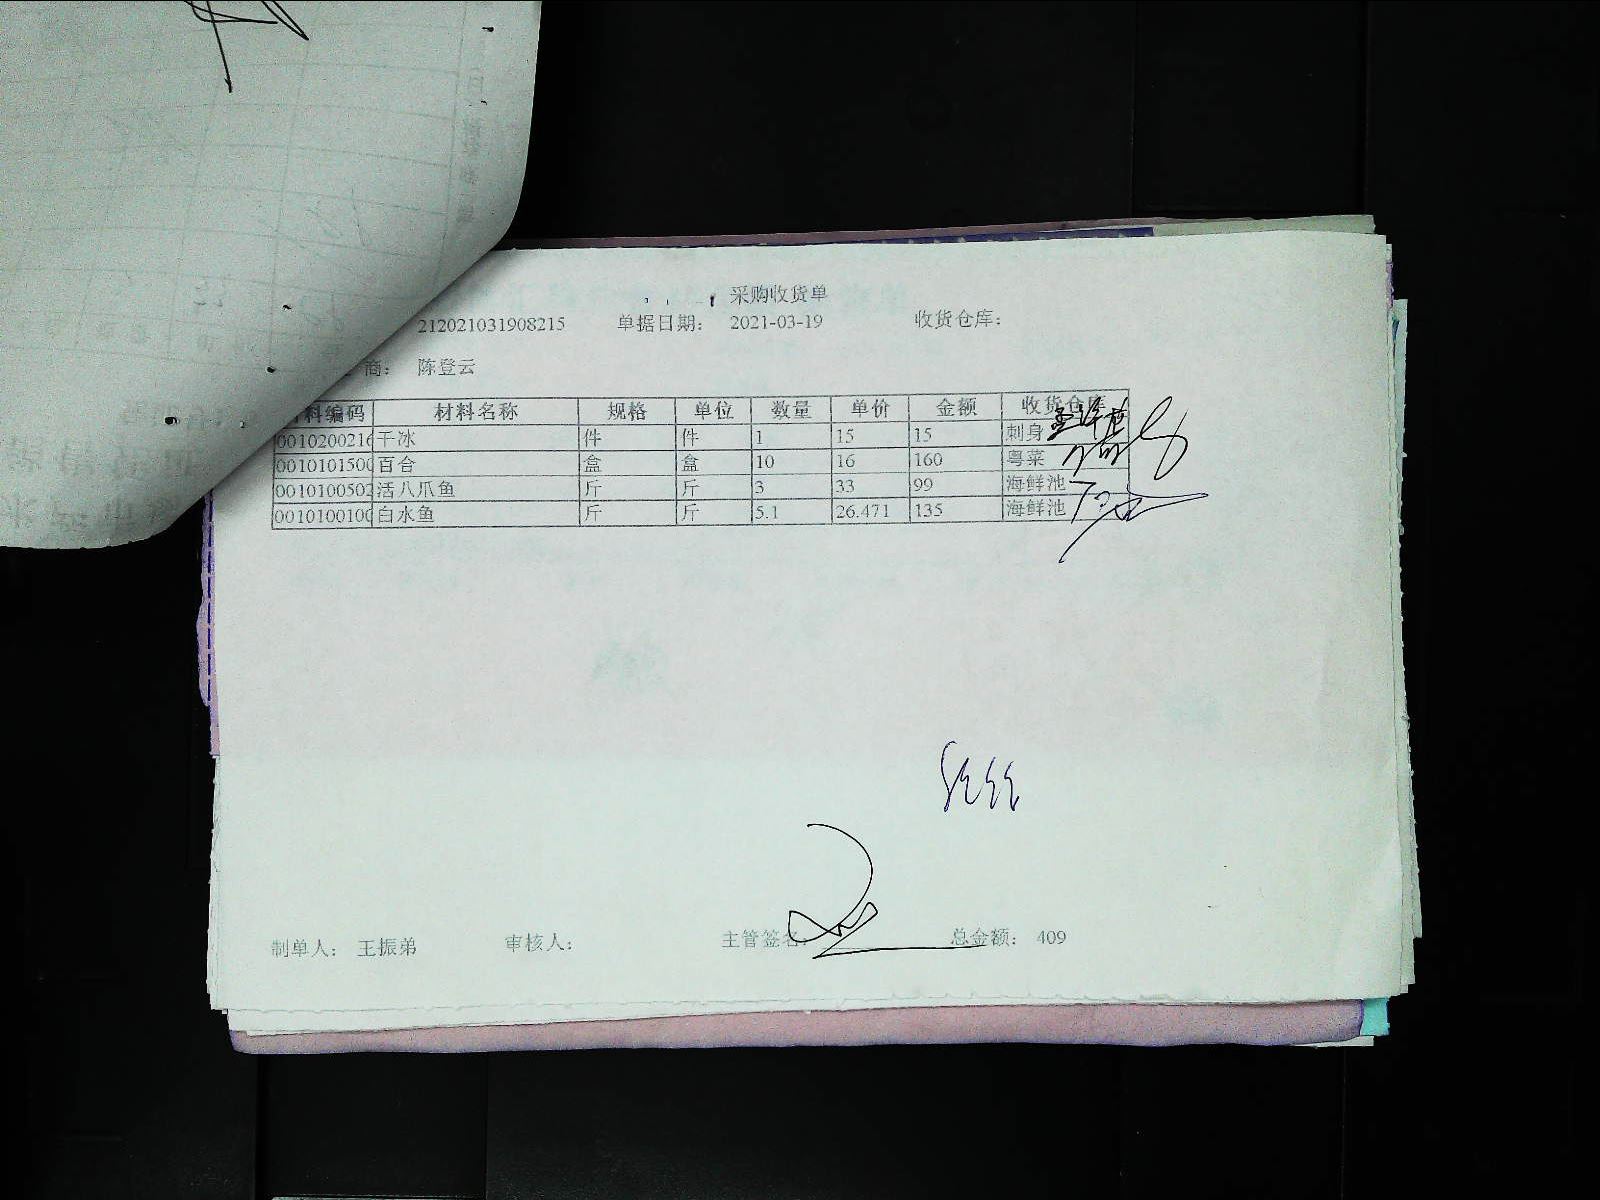 采购收货单
212021031908215 单据日期: 2021-03-19 收货仓库:
商: 陈登云
料编码 材料名称 规格 单位 数量 单价 金额 收货仓库
001020021 干冰 件 件 1 15 15 刺身
001010150 百合 盒 盒 10 16 160 粤菜
001010050 活八爪鱼 斤 斤 3 33 99 海鲜池
001010010 白水鱼 斤 斤 5.1 26.471 135 海鲜池
制单人: 王振弟 审核人: 主管签名: 总金额: 409